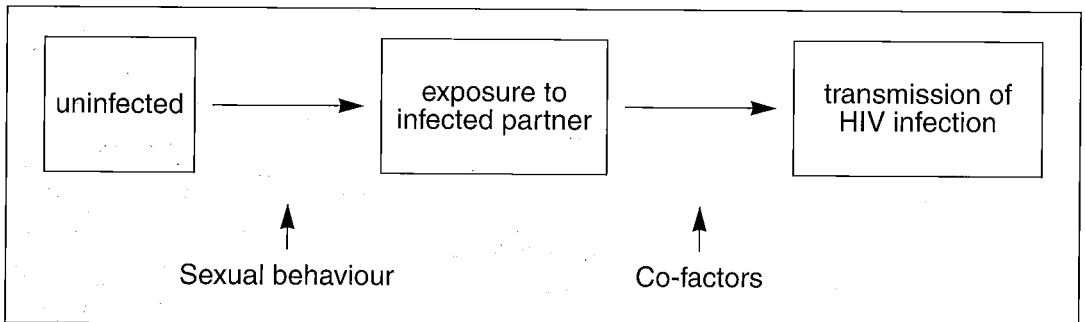 uninfected
exposure to
infected partner
transmission of
HIV infection
Sexual behaviour
Co-factors